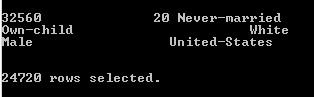 32560 20 Never-married
Own-child White
Male United-States
24720 rows selected.